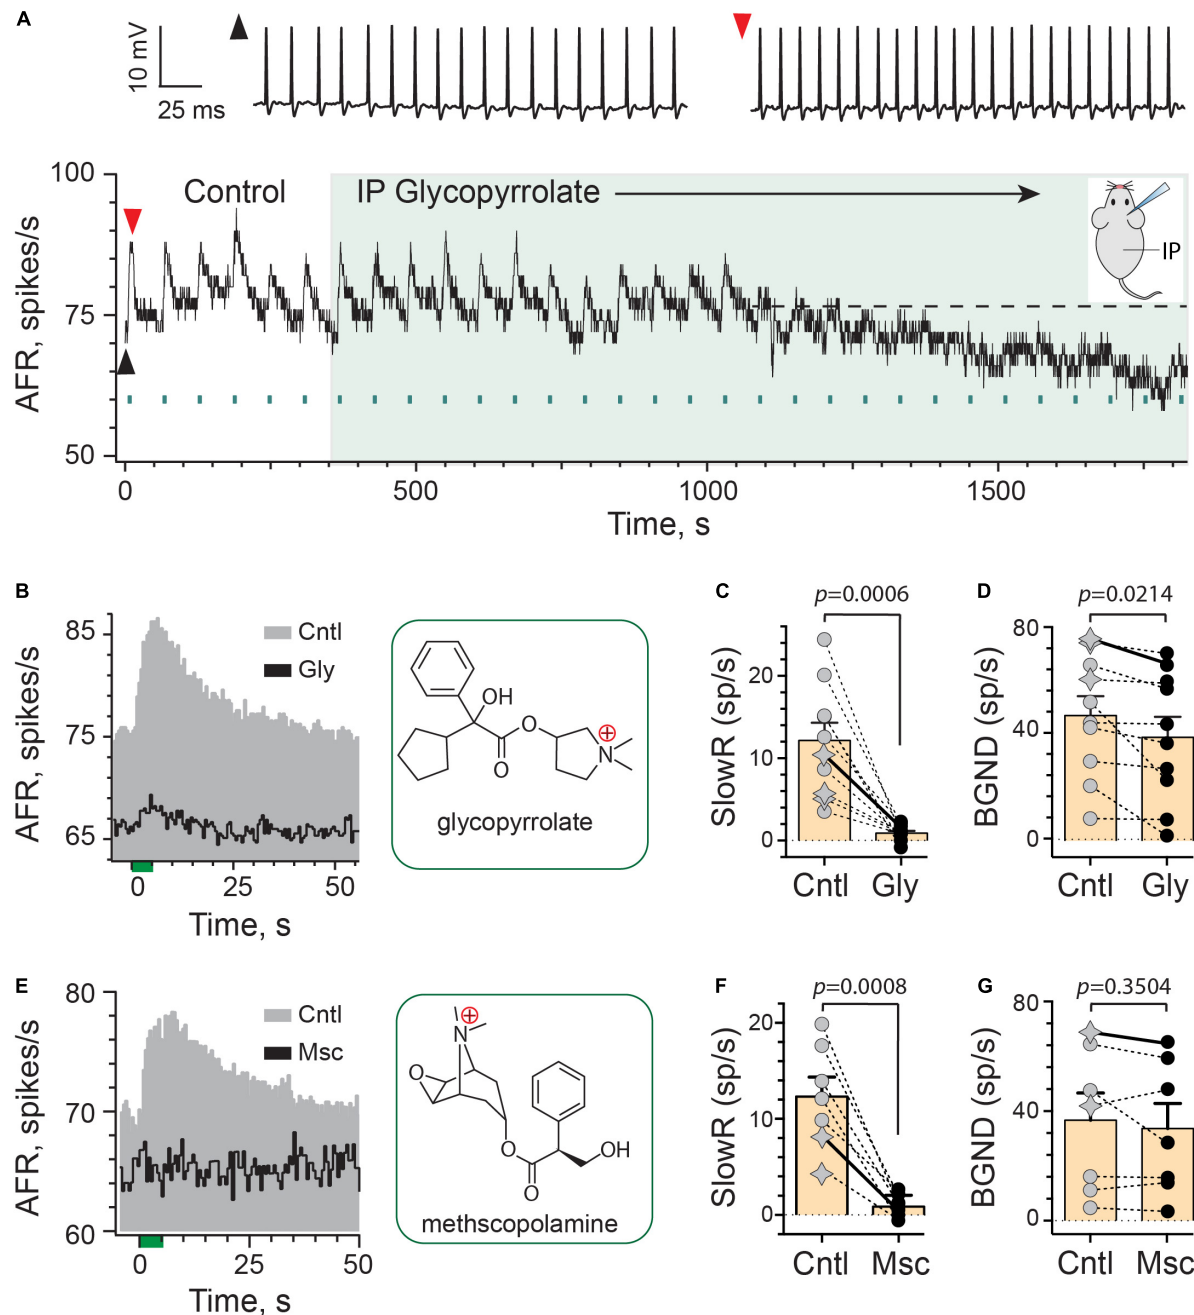 A
10 mV
25 ms
AFR, spikes/s
100
75
50
Control
IP Glycopyrrolate
IP
0
500
1000
1500
Time, s
B
AFR, spikes/s
85
75
65
Cntl
Gly
0
25
50
Time, s
OH
O
O
N
glycopyrrolate
C
p=0.0006
SlowR (sp/s)
20
10
0
Cntl
Gly
D
p=0.0214
BGND (sp/s)
80
40
0
Cntl
Gly
E
AFR, spikes/s
80
70
60
Cntl
Msc
0
25
50
Time, s
N
O
O
O
OH
methscopolamine
F
p=0.0008
SlowR (sp/s)
20
10
0
Cntl
Msc
G
p=0.3504
BGND (sp/s)
80
40
0
Cntl
Msc